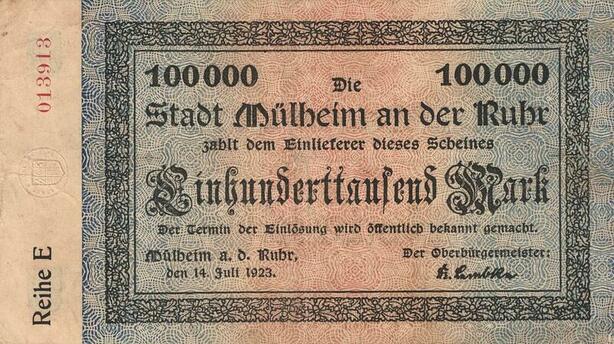 100000 100000
Die
Stadt Mülheim an der Ruhr
zahlt dem Einlieferer dieses Scheines
Einhunderttausend Mark
Der Termin der Einlösung wird öffentlich bekannt gemacht.
Mülheim a. d. Ruhr,
den 14. Juli 1923.
Der Oberbürgermeister:
Reihe E
013913